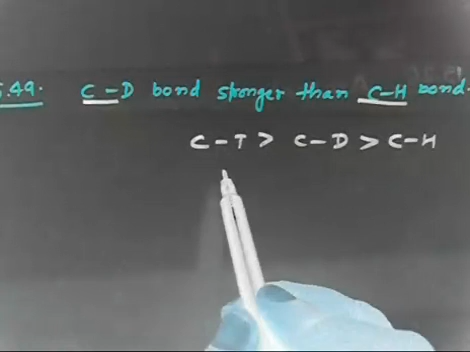 .49. C-D bond stronger than C-H bond.
C-T > C-D > C-H